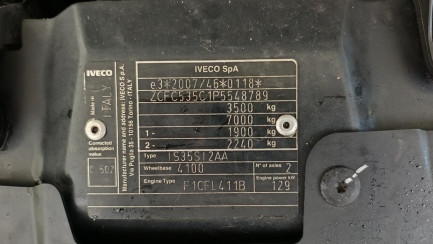 IVECO SpA
e3*2007/46*0118*
ZCFC535C1P5548789
3500 kg
7000 kg
1- 1900 kg
2- 2240 kg
Type IS35SI2AA
Wheelbase 4100 N° of axles 2
Engine Type F1CFL411B Engine power kW 129
IVECO
Made in ITALY
Corrected absorption value
Manufacturer name and address: IVECO S.p.A.
Via Puglia 35 - 10156 Torino - ITALY